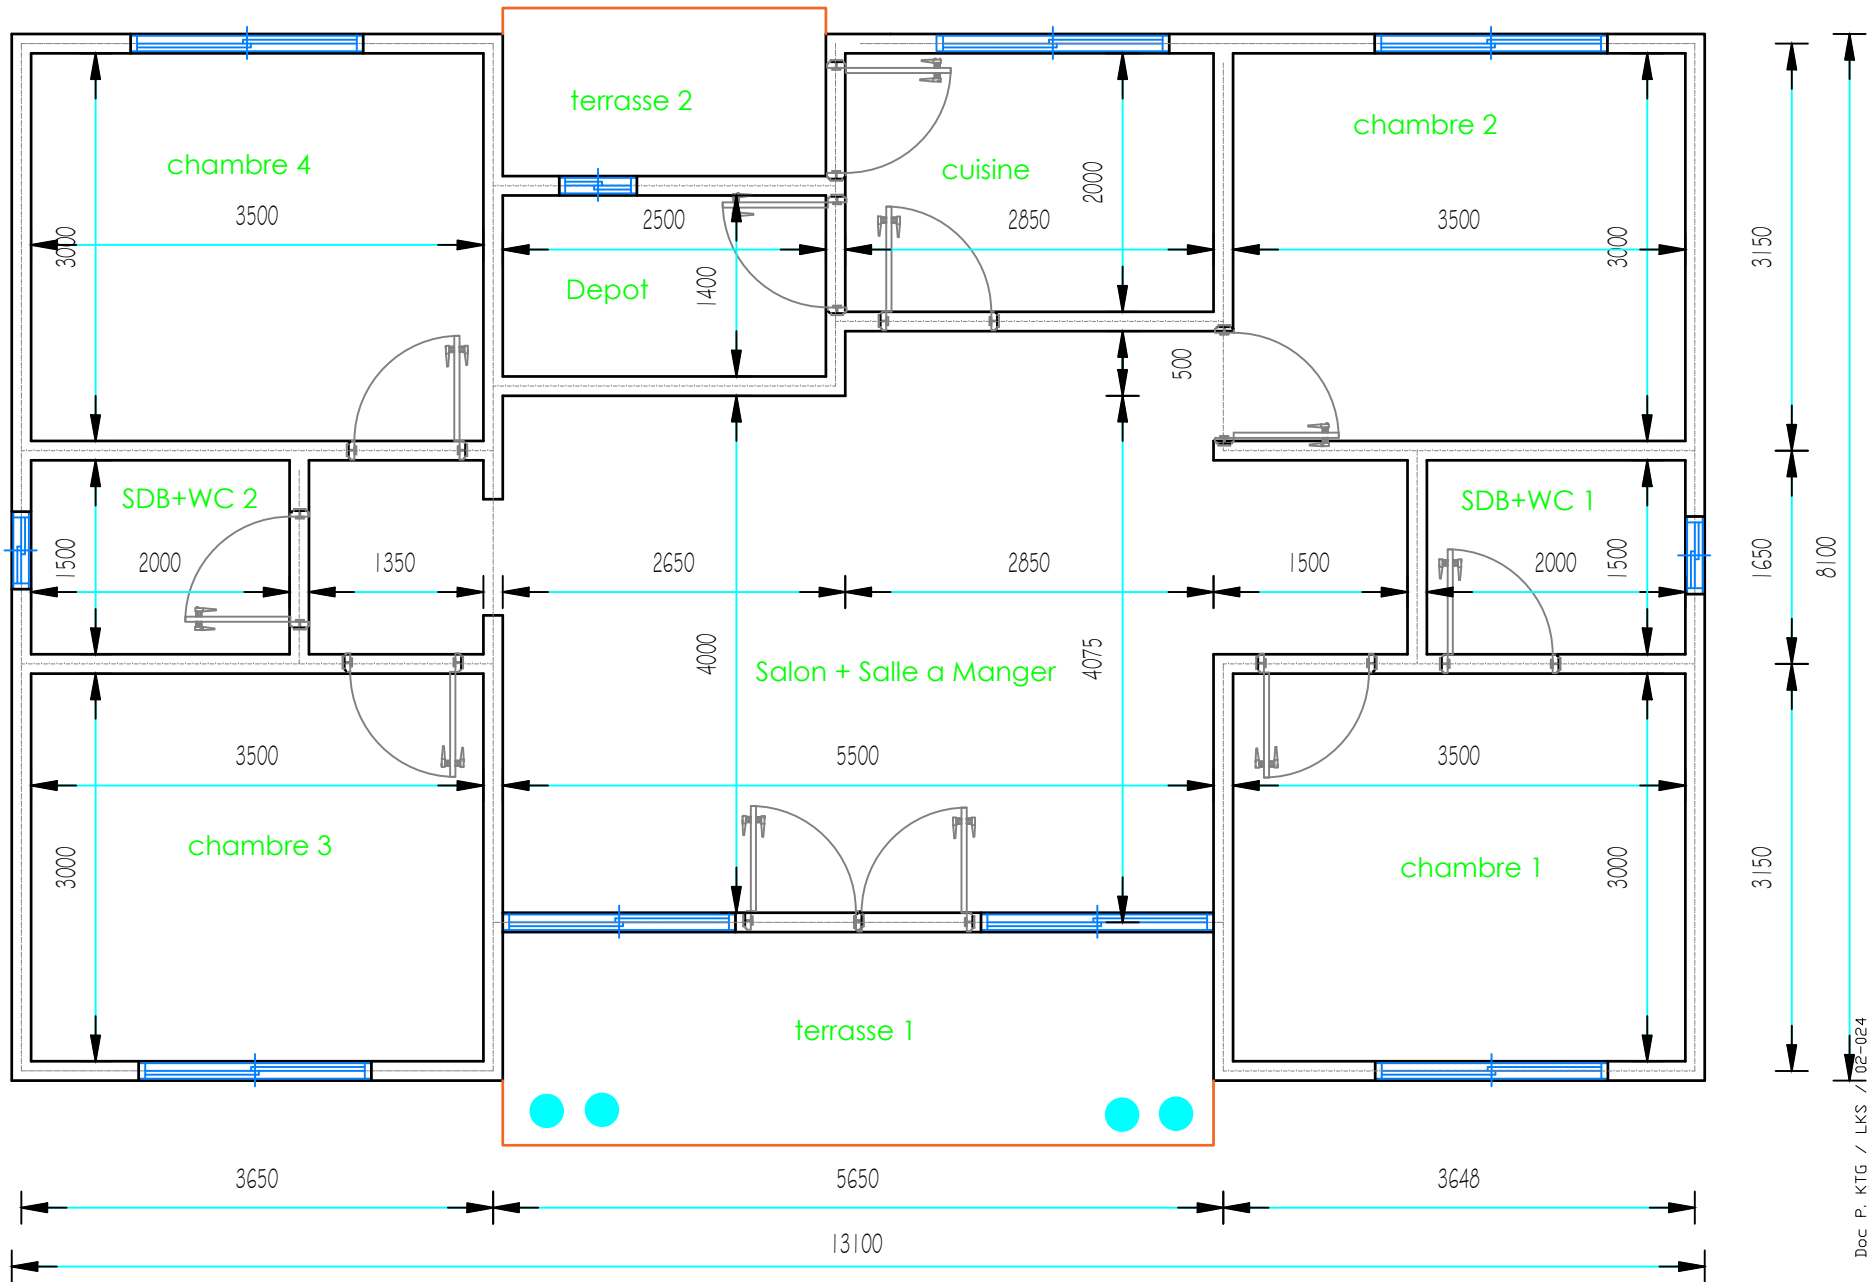 terrasse 2
chambre 4
3500
3000
cuisine
2850
2000
chambre 2
3500
3000
3150
2500
Depot
1400
500
SDB+WC 2
2000
1500
1350
2650
2850
1500
SDB+WC 1
2000
1500
1650
8100
4000
4075
Salon + Salle a Manger
5500
3500
chambre 3
3000
3500
chambre 1
3000
3150
terrasse 1
3650
5650
3648
13100
Doc P. KTG / LKS / 02-024